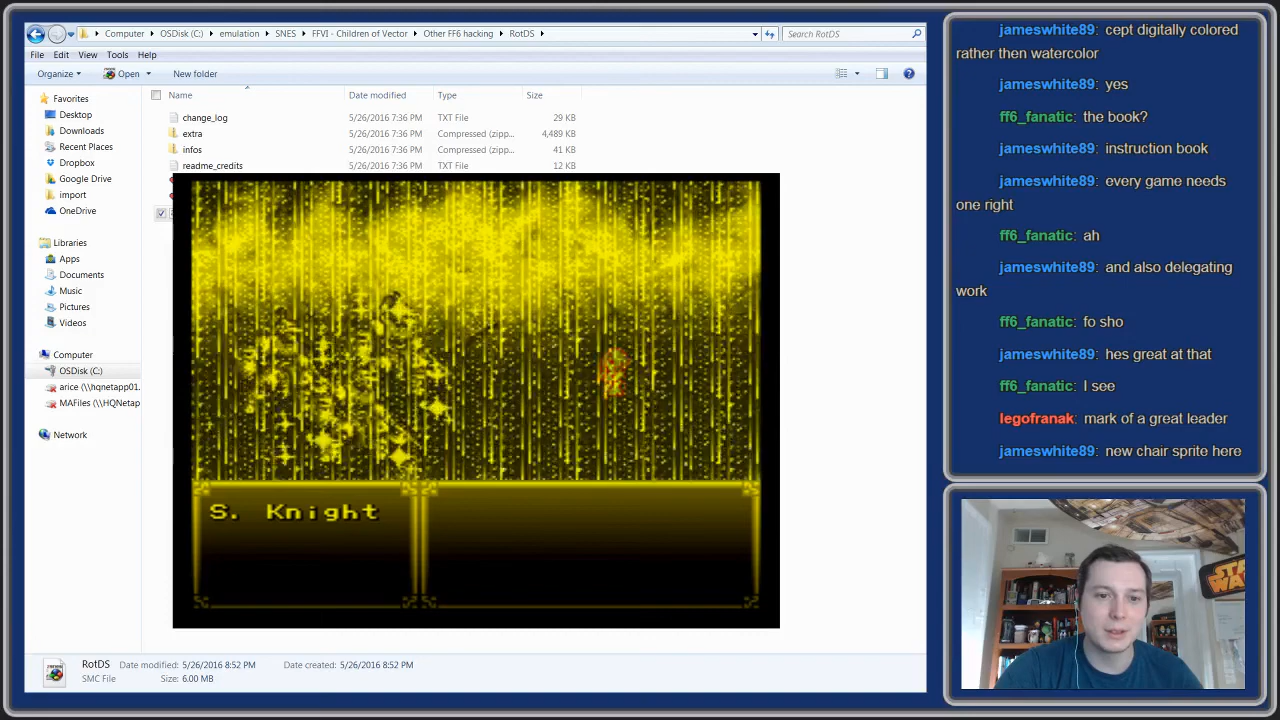 Computer
OSDisk (C:)
emulation
SNES
FFVI - Children of Vector
Other FF6 hacking
RotDS
Search RotDS
File Edit View Tools Help
Organize Open New folder
Favorites
Desktop
Downloads
Recent Places
Dropbox
Google Drive
import
OneDrive
Libraries
Apps
Documents
Music
Pictures
Videos
Computer
OSDisk (C:)
arice (\\hqnetapp01.
MAFiles (\\HQNetap
Network
Name Date modified Type Size
change_log 5/26/2016 7:36 PM TXT File 29 KB
extra 5/26/2016 7:36 PM Compressed (zipp... 4,489 KB
infos 5/26/2016 7:36 PM Compressed (zipp... 41 KB
readme_credits 5/26/2016 7:36 PM TXT File 12 KB
S. Knight
RotDS Date modified: 5/26/2016 8:52 PM Date created: 5/26/2016 8:52 PM
SMC File Size: 6.00 MB
jameswhite89: cept digitally colored
rather then watercolor
jameswhite89: yes
ff6_fanatic: the book?
jameswhite89: instruction book
jameswhite89: every game needs
one right
ff6_fanatic: ah
jameswhite89: and also delegating
work
ff6_fanatic: fo sho
jameswhite89: hes great at that
ff6_fanatic: I see
legofranak: mark of a great leader
jameswhite89: new chair sprite here